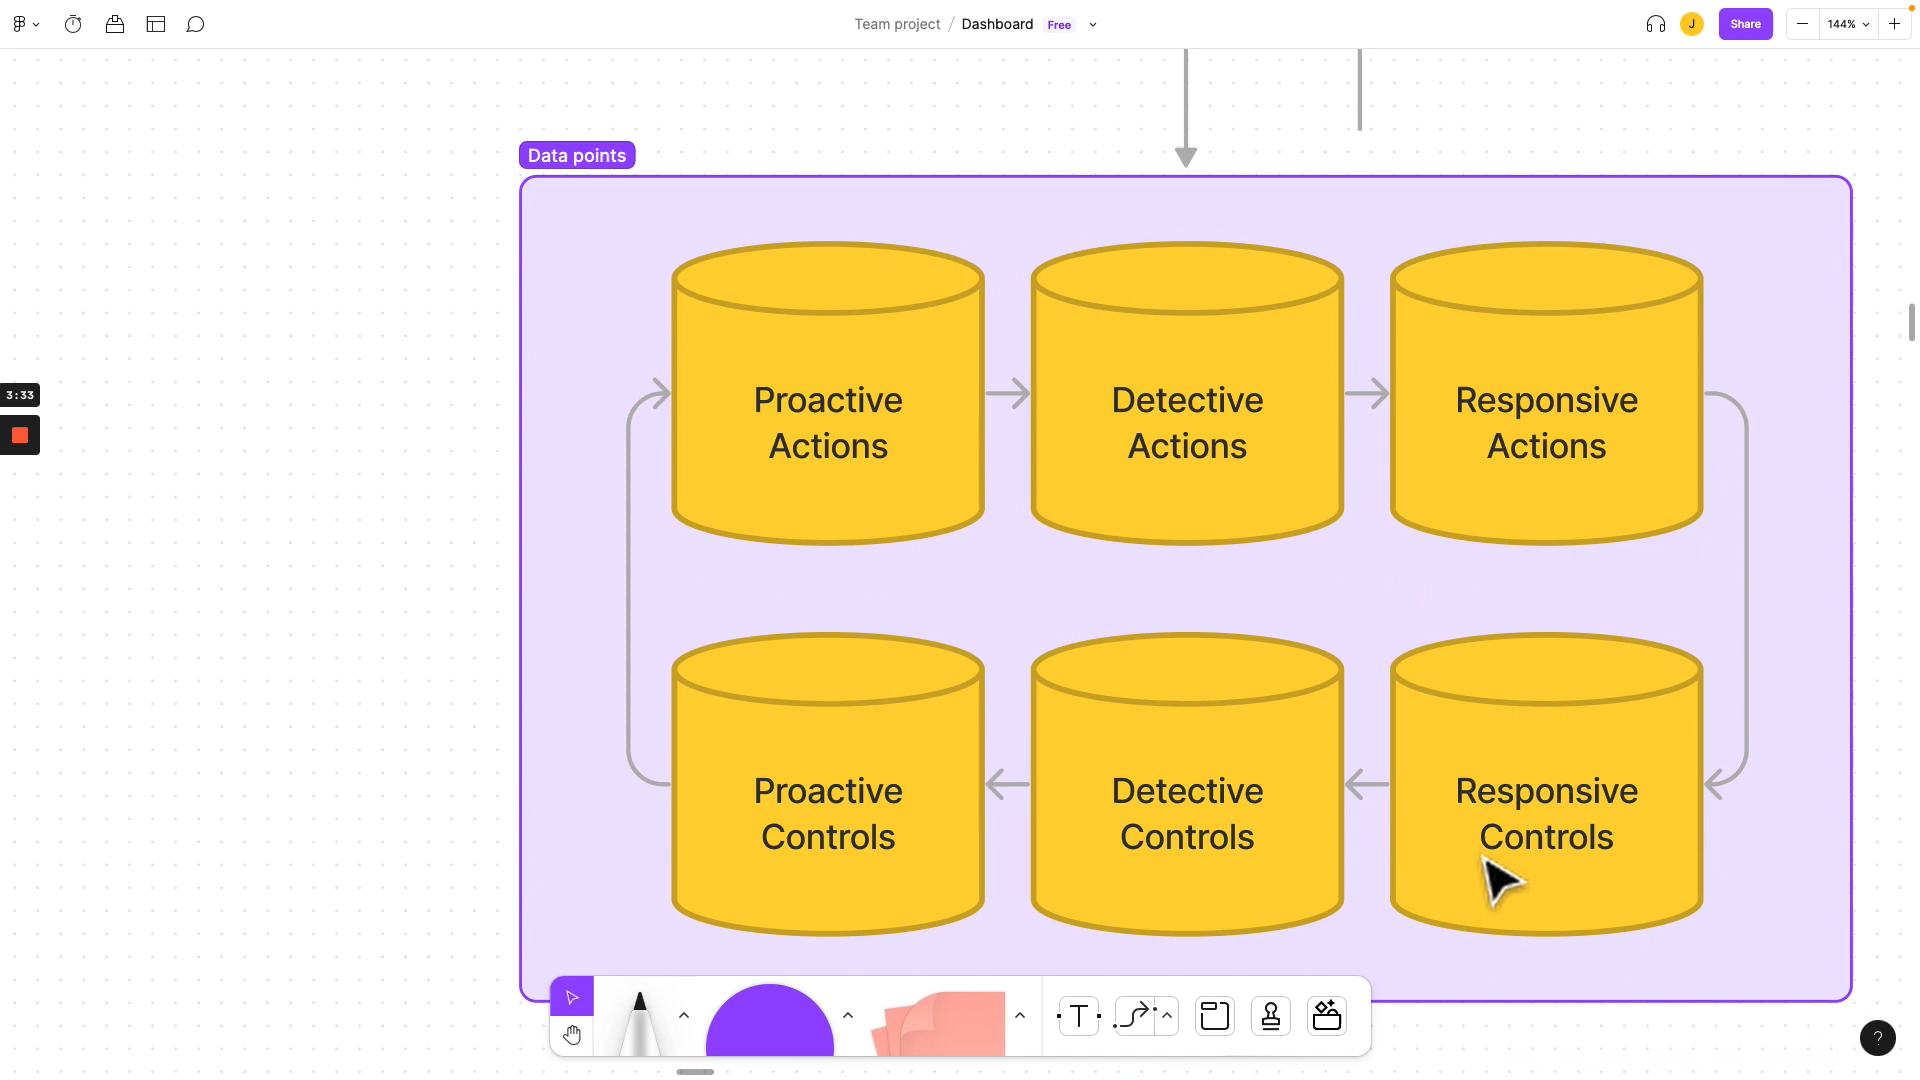 Team project / Dashboard Free
J
Share
144%
Data points
3:33
Proactive
Actions
Detective
Actions
Responsive
Actions
Proactive
Controls
Detective
Controls
Responsive
Controls
T
?